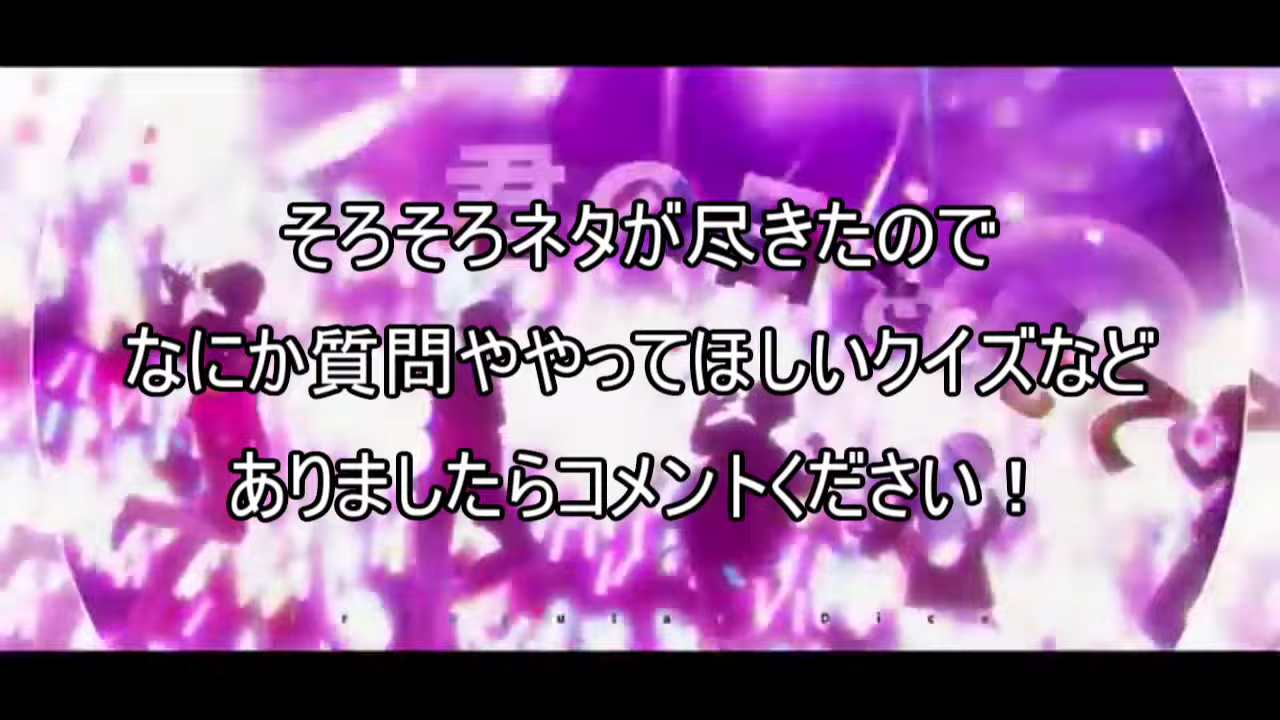 君の
そろそろネタが尽きたので
なにか質問ややってほしいクイズなど
ありましたらコメントください！